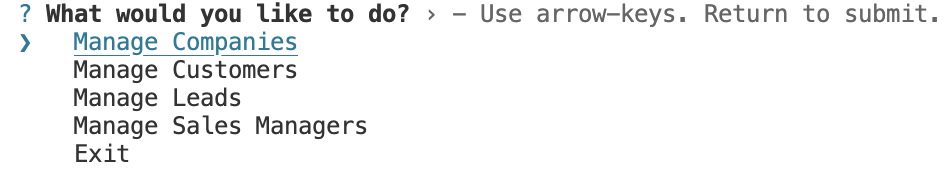 ? What would you like to do? › - Use arrow-keys. Return to submit.
❯ Manage Companies
Manage Customers
Manage Leads
Manage Sales Managers
Exit